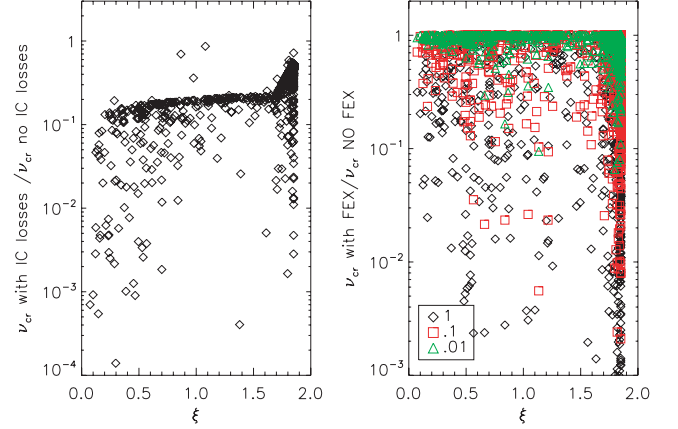 ν_cr with IC losses /ν_cr no IC losses
1
10⁻¹
10⁻²
10⁻³
10⁻⁴
0.0 0.5 1.0 1.5 2.0
ξ
ν_cr with FEX/ν_cr NO FEX
10⁰
10⁻¹
10⁻²
10⁻³
1
.1
.01
0.0 0.5 1.0 1.5 2.0
ξ